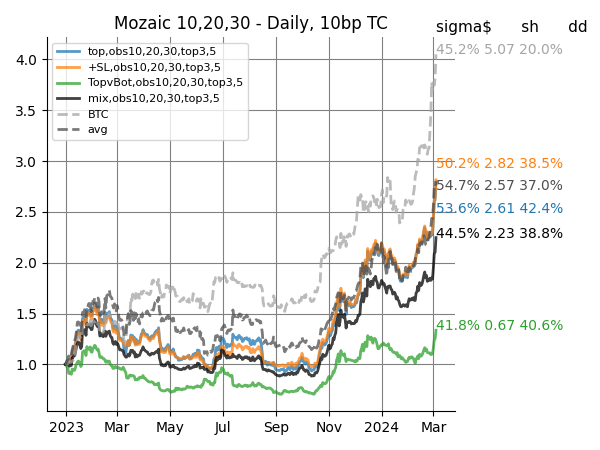 Mozaic 10,20,30 - Daily, 10bp TC
sigma$ sh dd
top,obs10,20,30,top3,5
+SL,obs10,20,30,top3,5
TopvBot,obs10,20,30,top3,5
mix,obs10,20,30,top3,5
BTC
avg
45.2% 5.07 20.0%
50.2% 2.82 38.5%
54.7% 2.57 37.0%
53.6% 2.61 42.4%
44.5% 2.23 38.8%
41.8% 0.67 40.6%
4.0
3.5
3.0
2.5
2.0
1.5
1.0
2023 Mar May Jul Sep Nov 2024 Mar